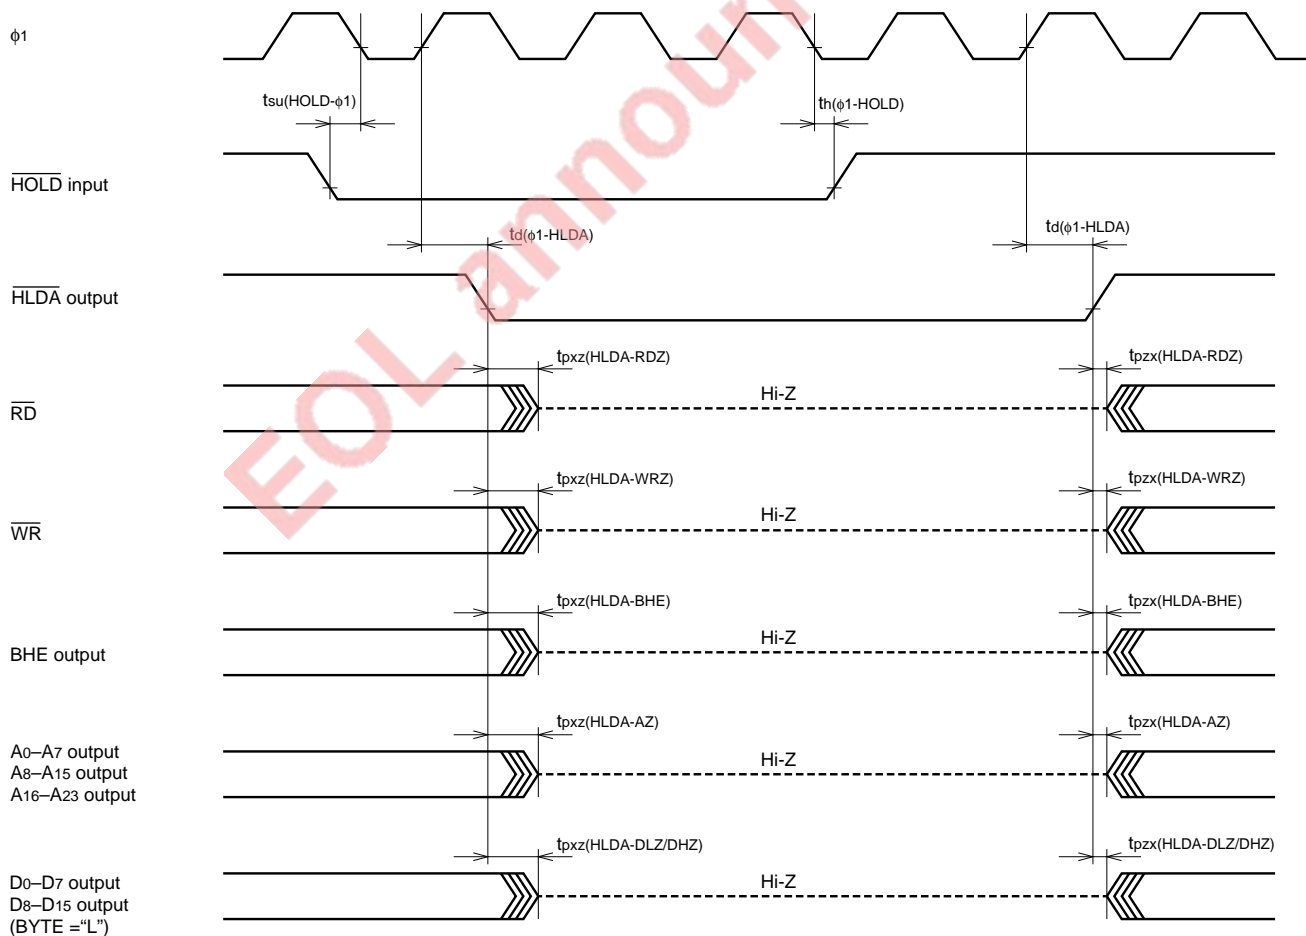 ϕ1
tsu(HOLD-ϕ1)
th(ϕ1-HOLD)
HOLD input
td(ϕ1-HLDA)
td(ϕ1-HLDA)
HLDA output
tpxz(HLDA-RDZ)
tpzx(HLDA-RDZ)
RD
Hi-Z
tpxz(HLDA-WRZ)
tpzx(HLDA-WRZ)
WR
Hi-Z
tpxz(HLDA-BHE)
tpzx(HLDA-BHE)
BHE output
Hi-Z
tpxz(HLDA-AZ)
tpzx(HLDA-AZ)
A0–A7 output
A8–A15 output
A16–A23 output
Hi-Z
tpxz(HLDA-DLZ/DHZ)
tpzx(HLDA-DLZ/DHZ)
D0–D7 output
D8–D15 output
(BYTE =“L”)
Hi-Z
EOL announ